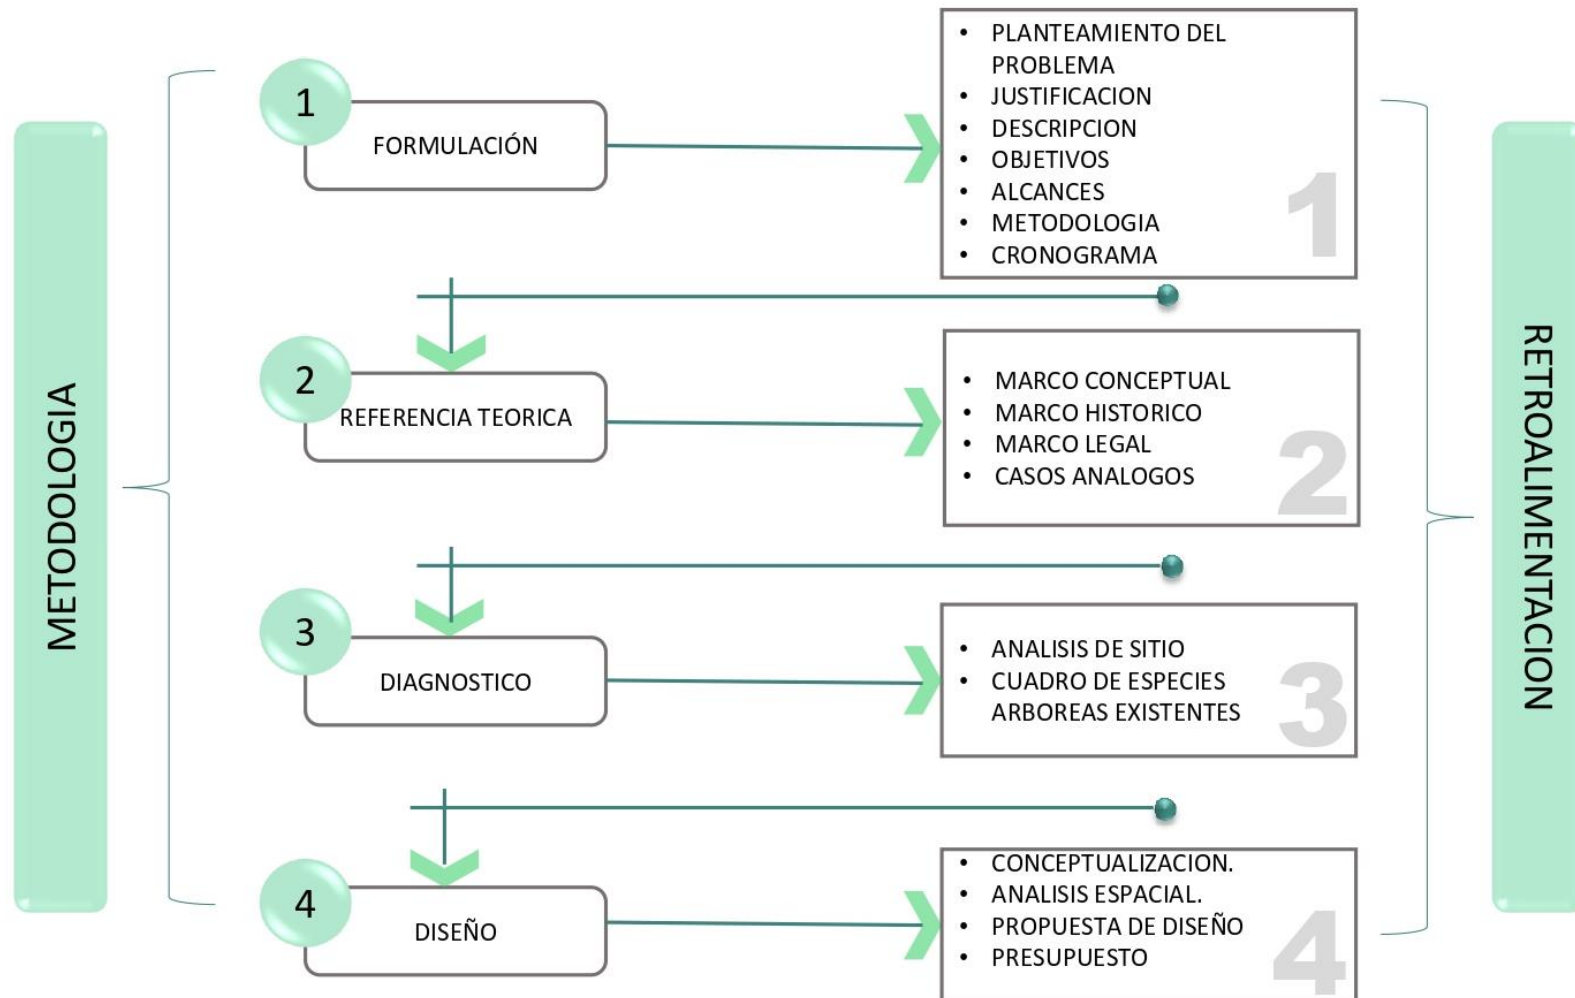 METODOLOGIA
1
FORMULACIÓN
• PLANTEAMIENTO DEL
PROBLEMA
• JUSTIFICACION
• DESCRIPCION
• OBJETIVOS
• ALCANCES
• METODOLOGIA
• CRONOGRAMA
1
2
REFERENCIA TEORICA
• MARCO CONCEPTUAL
• MARCO HISTORICO
• MARCO LEGAL
• CASOS ANALOGOS
2
3
DIAGNOSTICO
• ANALISIS DE SITIO
• CUADRO DE ESPECIES
ARBOREAS EXISTENTES
3
4
DISEÑO
• CONCEPTUALIZACION.
• ANALISIS ESPACIAL.
• PROPUESTA DE DISEÑO
• PRESUPUESTO
4
RETROALIMENTACION